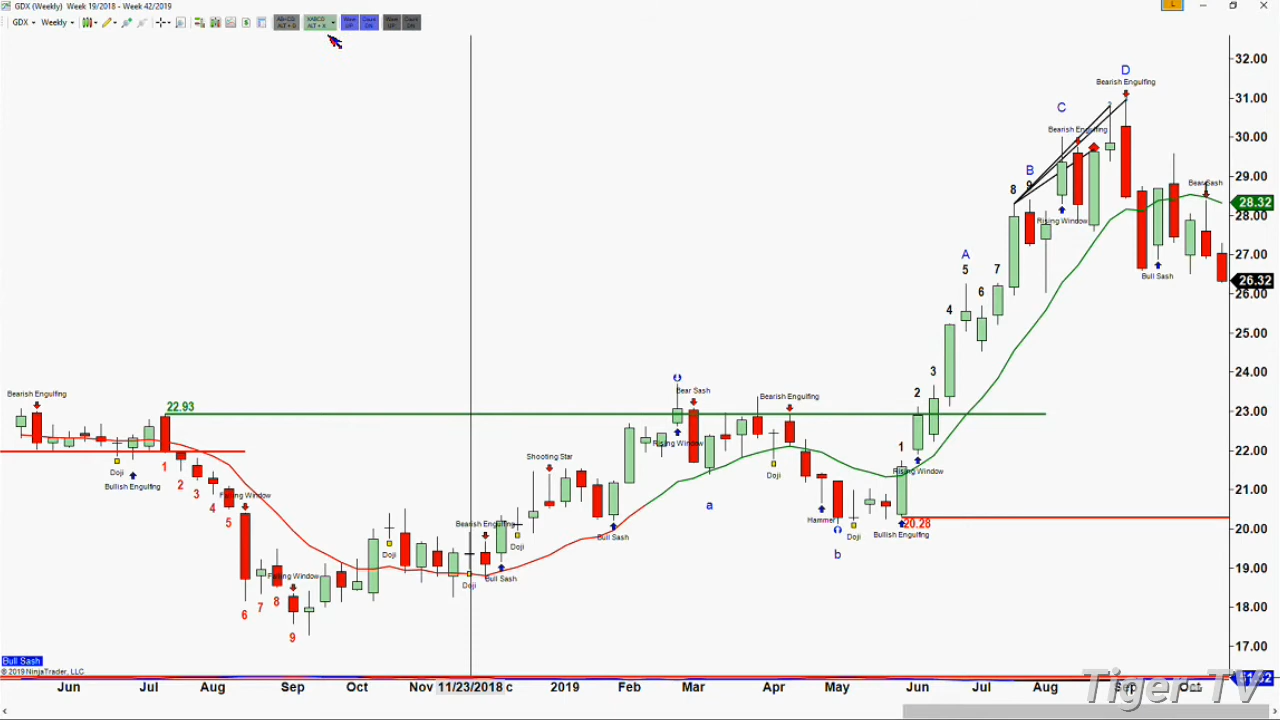 GDX (Weekly)  Week 19/2018 - Week 42/2019
GDX Weekly
AB=CD ALT + B
XABCD ALT + X
L
D
Bearish Engulfing
C
Bearish Engulfing
B
8 9
Rising Window
Bear Sash
Bull Sash
A
5 7
6
4
3
2
1
Rising Window
Bearish Engulfing
22.93
Doji
Bullish Engulfing
1
2
3
4
5
Falling Window
6
7
8
9
Falling Window
Doji
Bearish Engulfing
Doji
Doji
Bull Sash
Shooting Star
Bull Sash
Bear Sash
Rising Window
a
Bearish Engulfing
Doji
Hammer
Doji
b
Bullish Engulfing
20.28
32.00
31.00
30.00
29.00
28.32
28.00
27.00
26.32
26.00
25.00
24.00
23.00
22.00
21.00
20.00
19.00
18.00
17.00
Bull Sash
© 2019 NinjaTrader, LLC
Jun Jul Aug Sep Oct Nov 11/23/2018 c 2019 Feb Mar Apr May Jun Jul Aug Sep Oct
Tiger TV